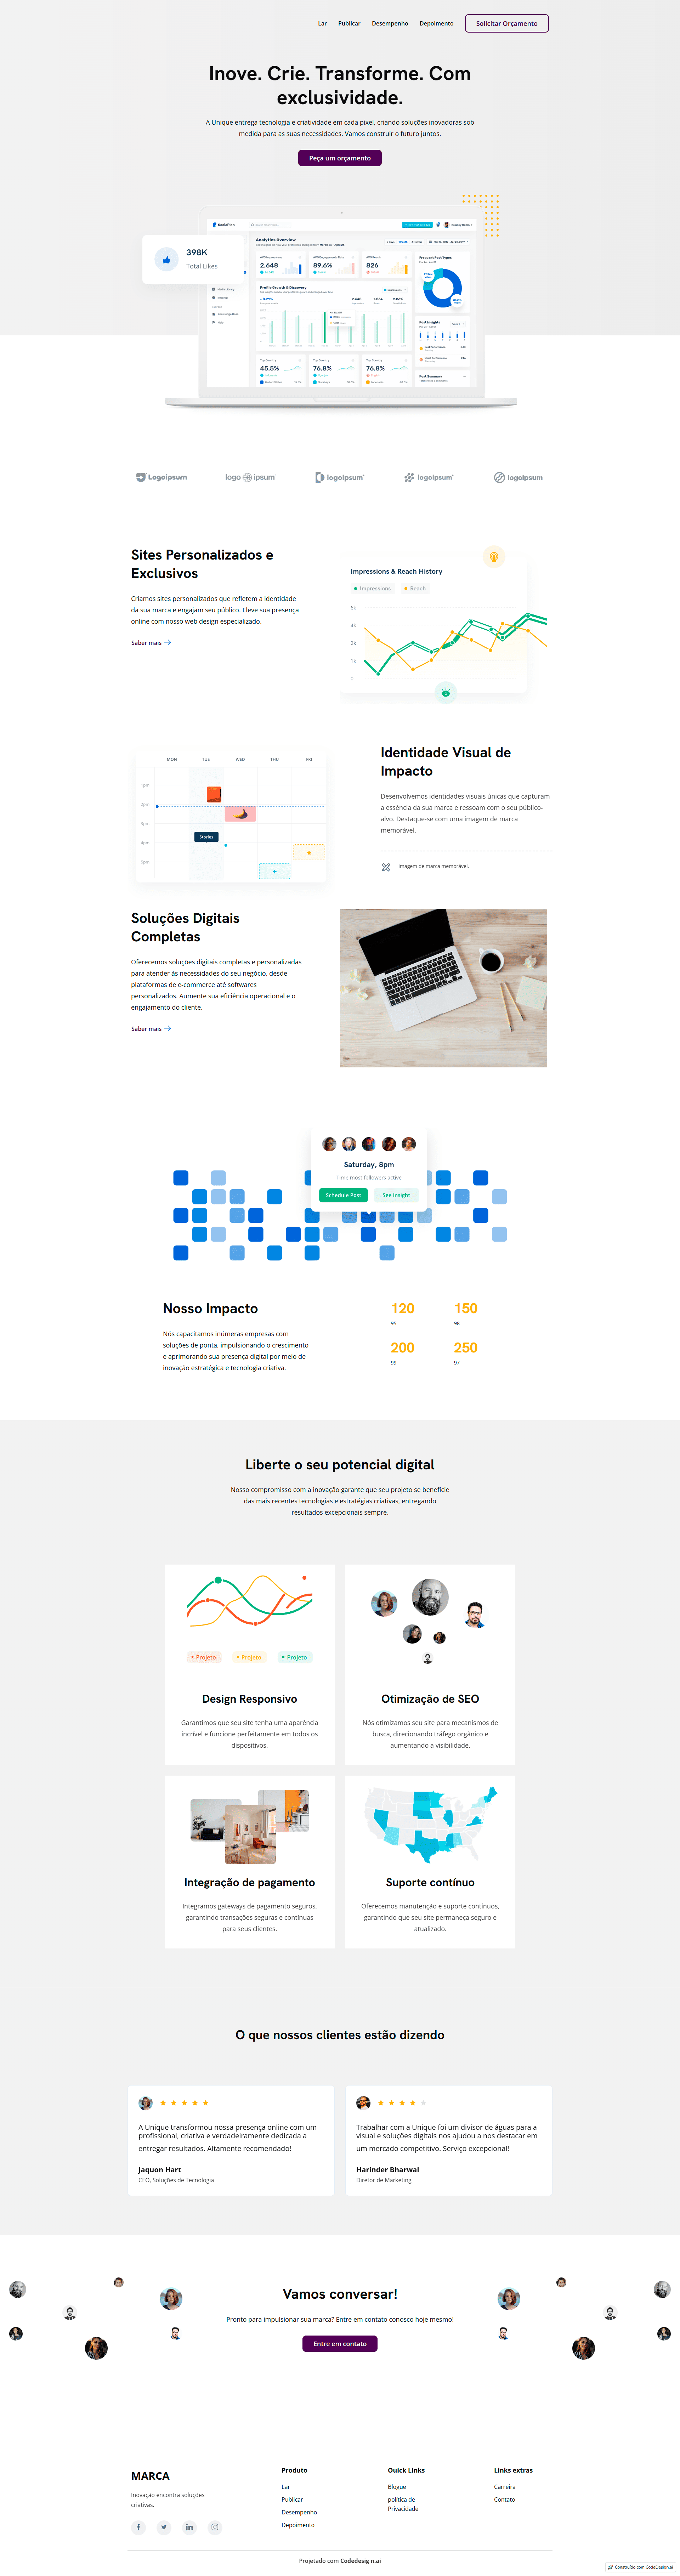 Lar
Publicar
Desempenho
Depoimento
Solicitar Orçamento
Inove. Crie. Transforme. Com
exclusividade.
A Unique entrega tecnologia e criatividade em cada pixel, criando soluções inovadoras sob
medida para as suas necessidades. Vamos construir o futuro juntos.
Peça um orçamento
398K
Total Likes
Analytics Overview
2.648
89.6%
826
Profile Growth & Discovery
Present Post Types
Post Insights
45.5%
76.8%
76.8%
Post Summary
Logoipsum
logo ipsum
logoipsum
logoipsum
logoipsum
Sites Personalizados e
Exclusivos
Criamos sites personalizados que refletem a identidade
da sua marca e engajam seu público. Eleve sua presença
online com nosso web design especializado.
Saber mais
Impressions & Reach History
Impressions
Reach
6k
4k
2k
1k
0
MON
TUE
WED
THU
FRI
1pm
2pm
3pm
4pm
5pm
Stories
Identidade Visual de
Impacto
Desenvolvemos identidades visuais únicas que capturam
a essência da sua marca e ressoam com o seu público-
alvo. Destaque-se com uma imagem de marca
memorável.
Imagem de marca memorável.
Soluções Digitais
Completas
Oferecemos soluções digitais completas e personalizadas
para atender às necessidades do seu negócio, desde
plataformas de e-commerce até softwares
personalizados. Aumente sua eficiência operacional e o
engajamento do cliente.
Saber mais
Saturday, 8pm
Time most followers active
Schedule Post
See Insight
Nosso Impacto
Nós capacitamos inúmeras empresas com
soluções de ponta, impulsionando o crescimento
e aprimorando sua presença digital por meio de
inovação estratégica e tecnologia criativa.
120
95
150
98
200
99
250
97
Liberte o seu potencial digital
Nosso compromisso com a inovação garante que seu projeto se beneficie
das mais recentes tecnologias e estratégias criativas, entregando
resultados excepcionais sempre.
Projeto
Projeto
Projeto
Design Responsivo
Garantimos que seu site tenha uma aparência
incrível e funcione perfeitamente em todos os
dispositivos.
Otimização de SEO
Nós otimizamos seu site para mecanismos de
busca, direcionando tráfego orgânico e
aumentando a visibilidade.
Integração de pagamento
Integramos gateways de pagamento seguros,
garantindo transações seguras e contínuas
para seus clientes.
Suporte contínuo
Oferecemos manutenção e suporte contínuos,
garantindo que seu site permaneça seguro e
atualizado.
O que nossos clientes estão dizendo
A Unique transformou nossa presença online com um
profissional, criativa e verdadeiramente dedicada a
entregar resultados. Altamente recomendado!
Jaquon Hart
CEO, Soluções de Tecnologia
Trabalhar com a Unique foi um divisor de águas para a
visual e soluções digitais nos ajudou a nos destacar em
um mercado competitivo. Serviço excepcional!
Harinder Bharwal
Diretor de Marketing
Vamos conversar!
Pronto para impulsionar sua marca? Entre em contato conosco hoje mesmo!
Entre em contato
MARCA
Inovação encontra soluções
criativas.
Produto
Lar
Publicar
Desempenho
Depoimento
Quick Links
Blogue
política de
Privacidade
Links extras
Carreira
Contato
Projetado com Codedesig n.ai
Construído com CodeDesign.ai